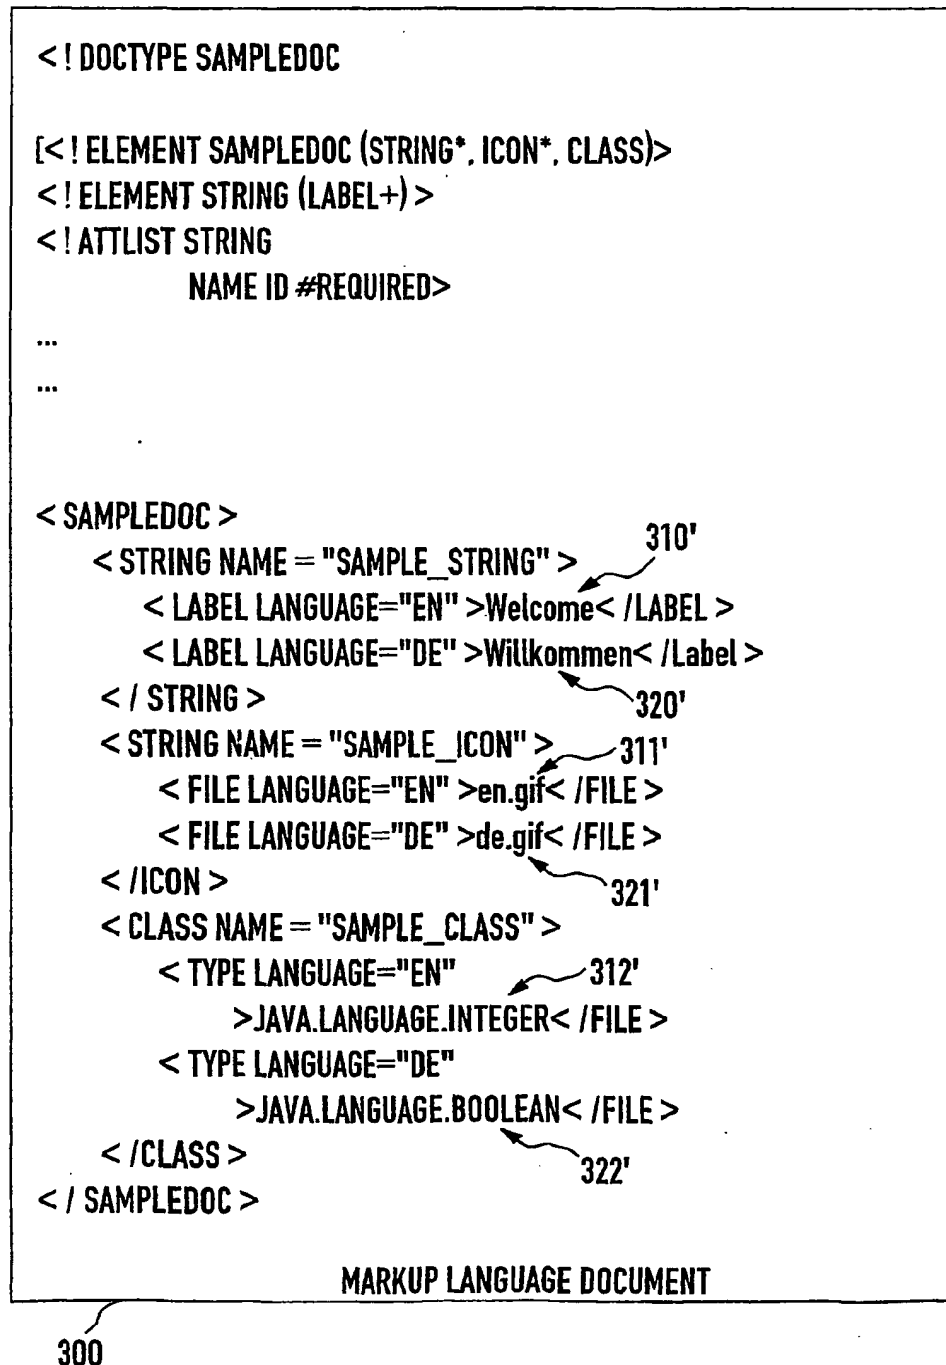 < ! DOCTYPE SAMPLEDOC
[< ! ELEMENT SAMPLEDOC (STRING*, ICON*, CLASS)>
< ! ELEMENT STRING (LABEL+) >
< ! ATTLIST STRING
NAME ID #REQUIRED>
...
...
< SAMPLEDOC >
310'
< STRING NAME = "SAMPLE_STRING" >
< LABEL LANGUAGE="EN" >Welcome< /LABEL >
< LABEL LANGUAGE="DE" >Willkommen< /Label >
< / STRING > 320'
< STRING NAME = "SAMPLE_ICON" > 311'
< FILE LANGUAGE="EN" >en.gif< /FILE >
< FILE LANGUAGE="DE" >de.gif< /FILE >
< /ICON > 321'
< CLASS NAME = "SAMPLE_CLASS" >
< TYPE LANGUAGE="EN" 312'
>JAVA.LANGUAGE.INTEGER< /FILE >
< TYPE LANGUAGE="DE"
>JAVA.LANGUAGE.BOOLEAN< /FILE >
< /CLASS > 322'
< / SAMPLEDOC >
MARKUP LANGUAGE DOCUMENT
300